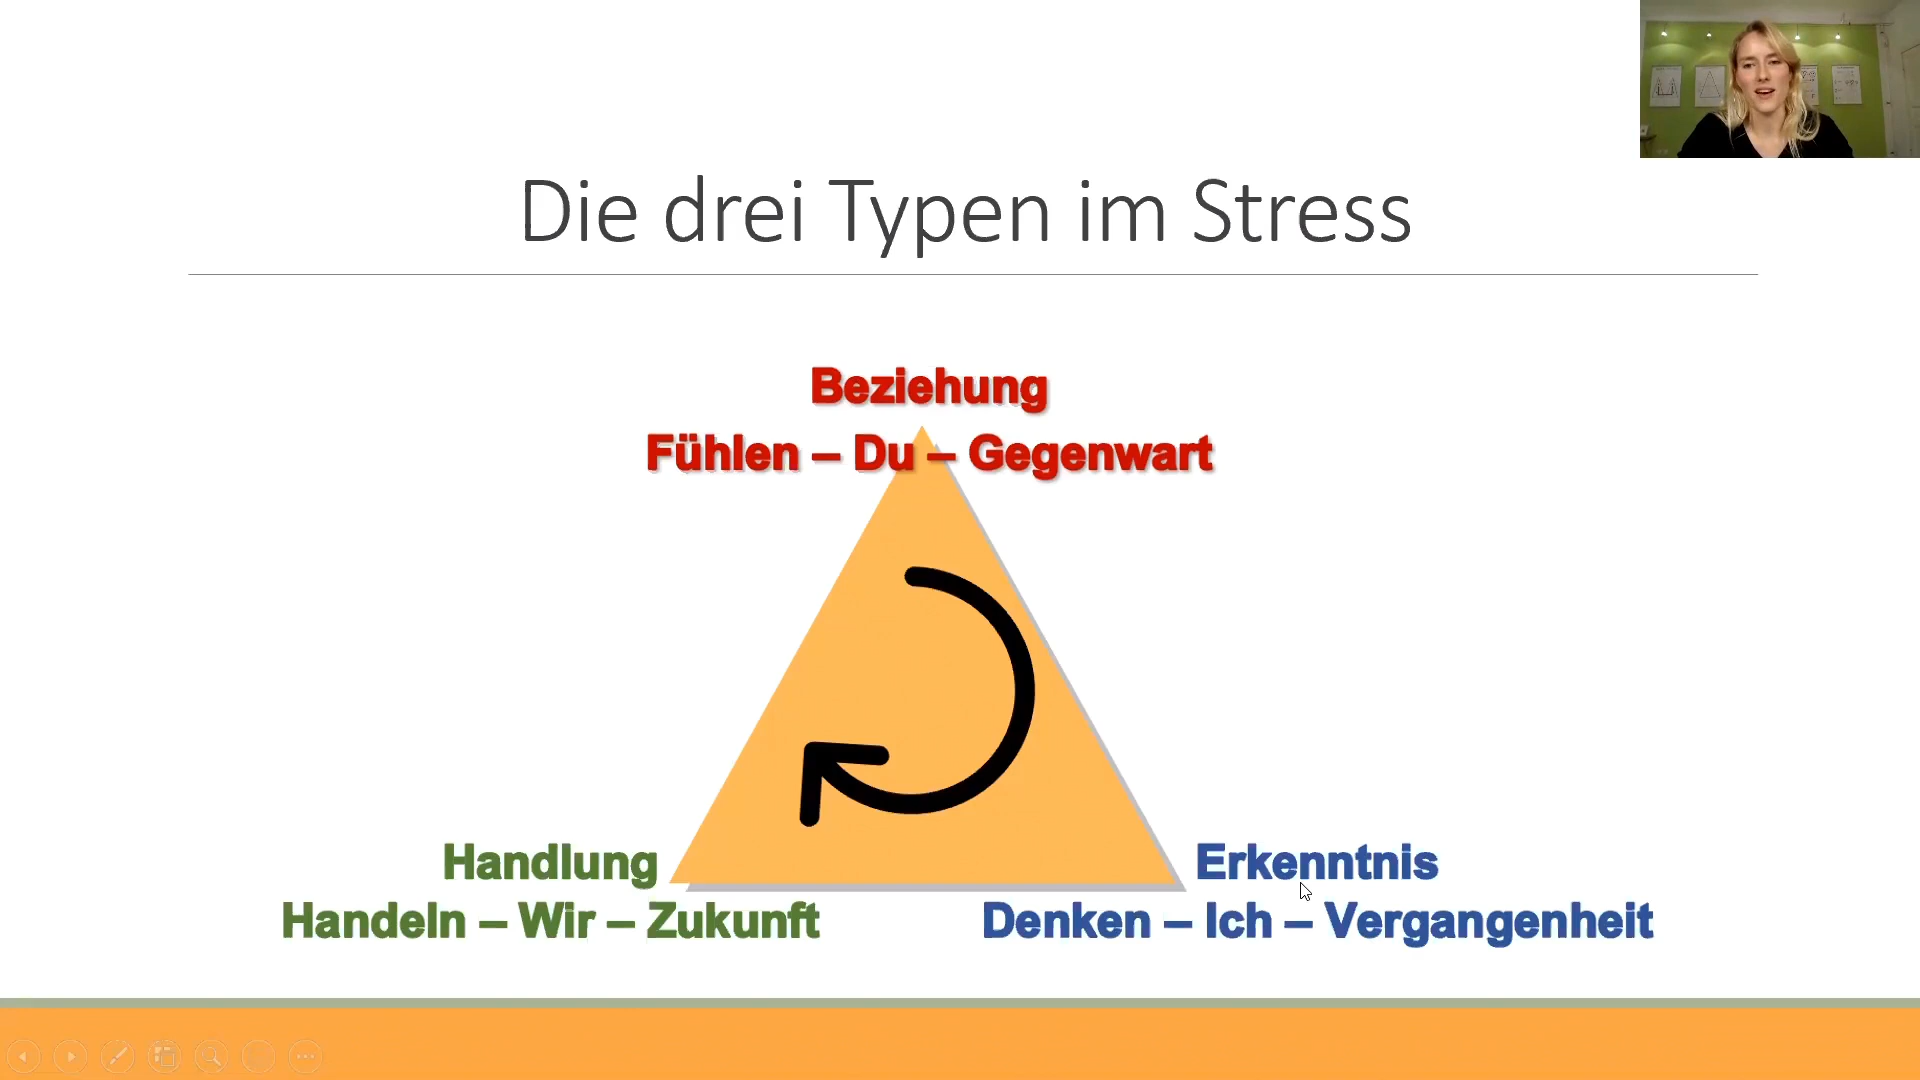 Die drei Typen im Stress
Beziehung
Fühlen – Du – Gegenwart
Handlung
Handeln – Wir – Zukunft
Erkenntnis
Denken – Ich – Vergangenheit